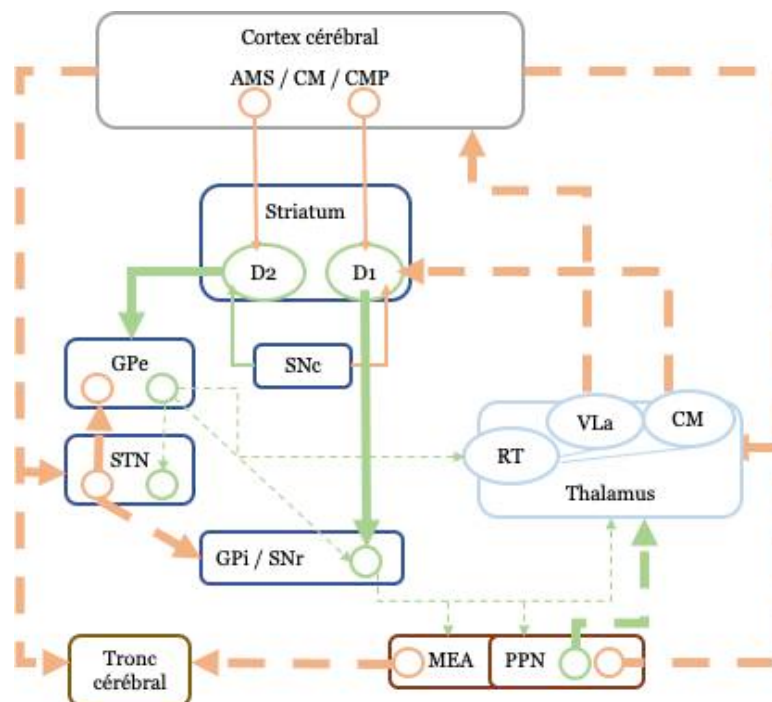 Cortex cérébral
AMS / CM / CMP
Striatum
D2
D1
SNc
GPe
STN
GPi / SNr
VLa
CM
RT
Thalamus
Tronc
cérébral
MEA
PPN